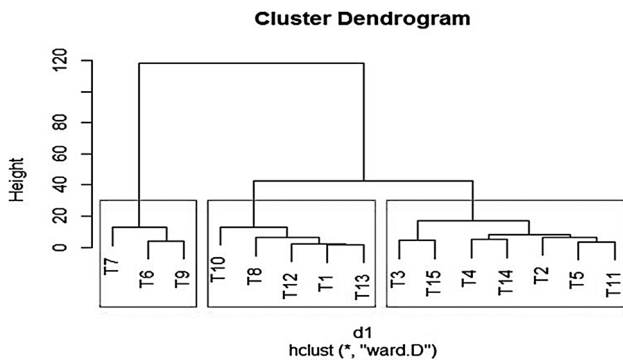 Cluster Dendrogram
Height
120
80
60
40
20
0
T7
T6
T9
T10
T8
T12
T1
T13
T3
T15
T4
T14
T2
T5
T11
d1
hclust (*, "ward.D")